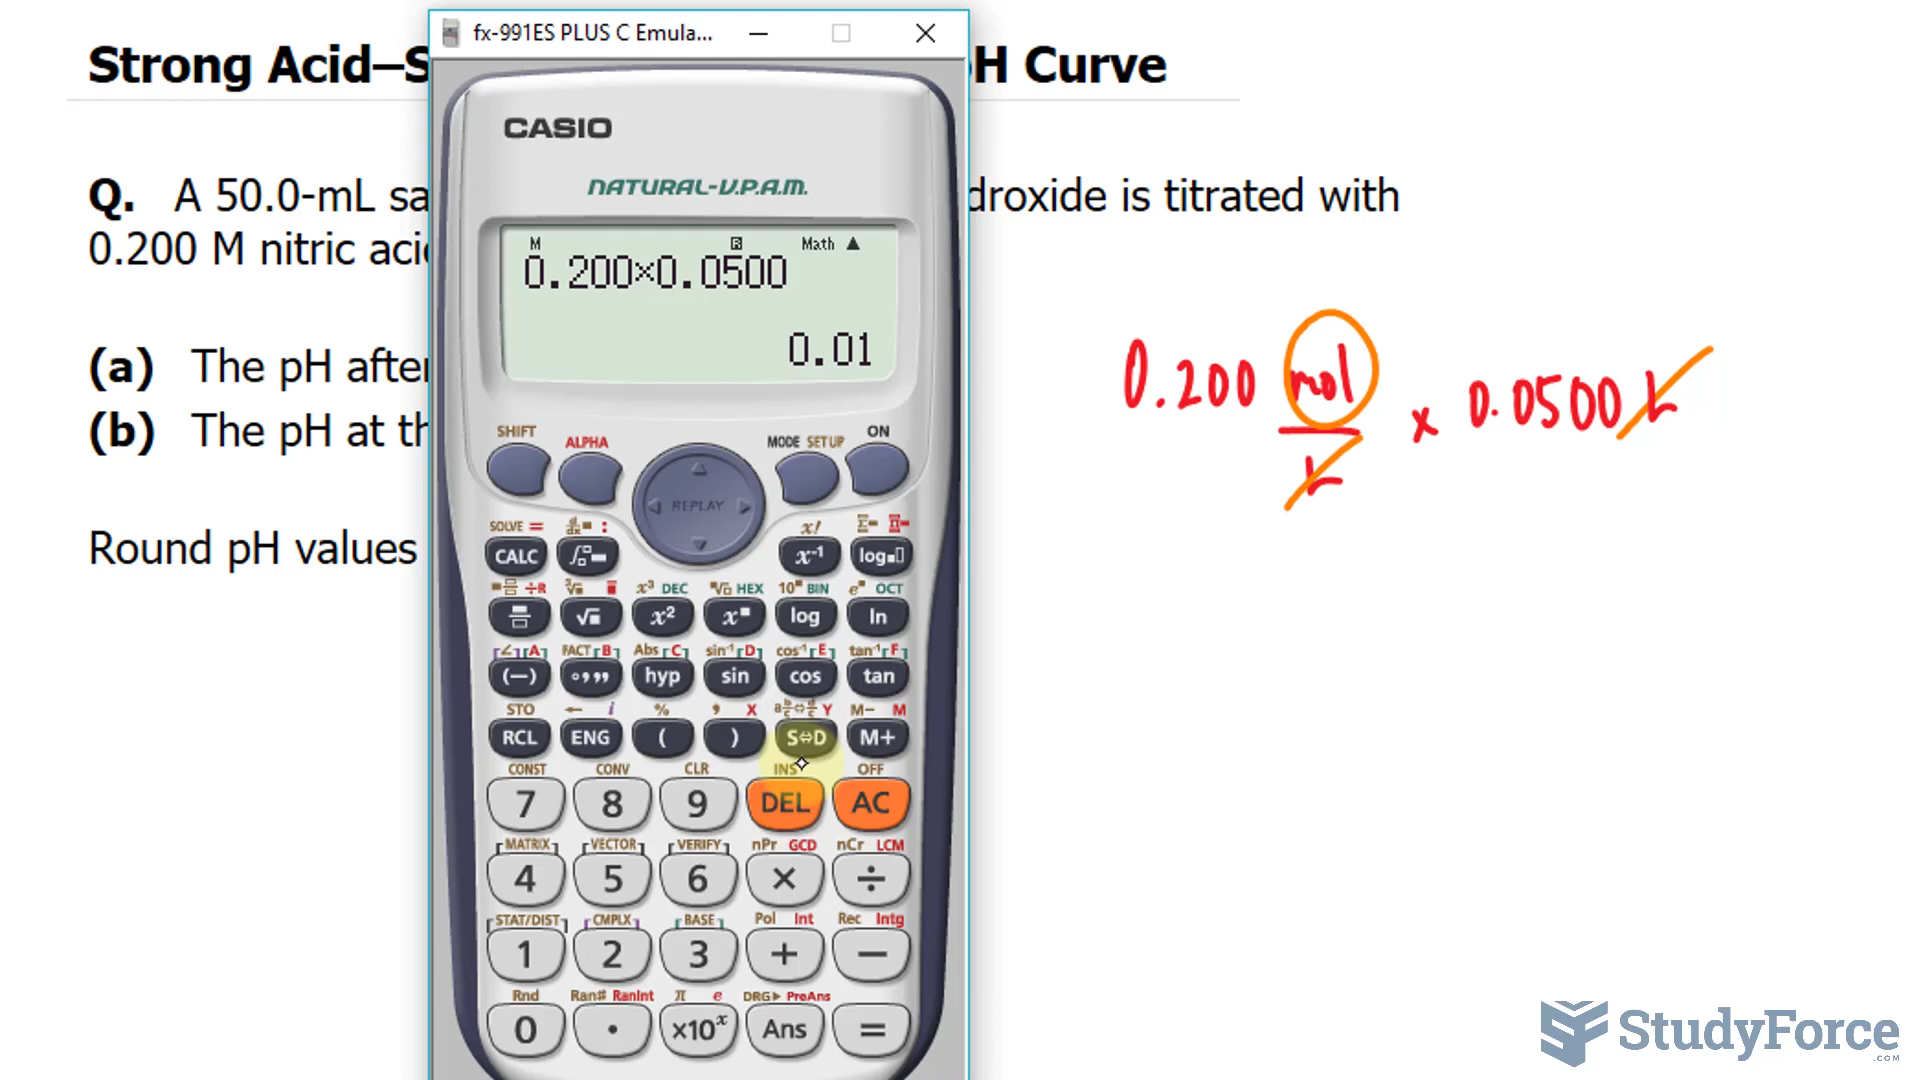 fx-991ES PLUS C Emula...
Strong Acid–S H Curve
CASIO
NATURAL-V.P.A.M.
Q. A 50.0-mL sa droxide is titrated with
0.200 M nitric aci
M R Math ▲
0.200×0.0500
0.01
(a) The pH after
(b) The pH at th
Round pH values
0.200 mol/L × 0.0500 L
SHIFT ALPHA MODE SETUP ON
REPLAY
SOLVE = d/dx : x! Σ Π
CALC ∫ x⁻¹ log
÷R ³√ x³ DEC √ HEX 10 BIN e OCT
√ x² x log ln
∠ A FACT B Abs C sin⁻¹ D cos⁻¹ E tan⁻¹ F
(−) °,,, hyp sin cos tan
STO ← i % , X a b/c⇔d/c Y M− M
RCL ENG ( ) S⇔D M+
CONST CONV CLR INS OFF
7 8 9 DEL AC
MATRIX VECTOR VERIFY nPr GCD nCr LCM
4 5 6 × ÷
STAT/DIST CMPLX BASE Pol Int Rec Intg
1 2 3 + −
Rnd Ran# RanInt π e DRG▶ PreAns
0 • ×10ˣ Ans =
StudyForce
.COM